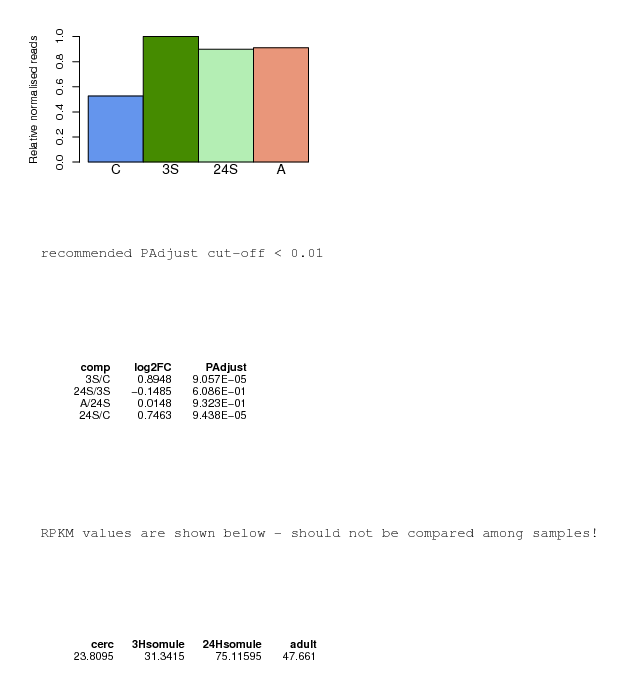 Relative normalised reads
1.0
0.8
0.6
0.4
0.2
0.0
C 3S 24S A
recommended PAdjust cut-off < 0.01
comp log2FC PAdjust
3S/C 0.8948 9.057E-05
24S/3S -0.1485 6.086E-01
A/24S 0.0148 9.323E-01
24S/C 0.7463 9.438E-05
RPKM values are shown below - should not be compared among samples!
cerc 3Hsomule 24Hsomule adult
23.8095 31.3415 75.11595 47.661